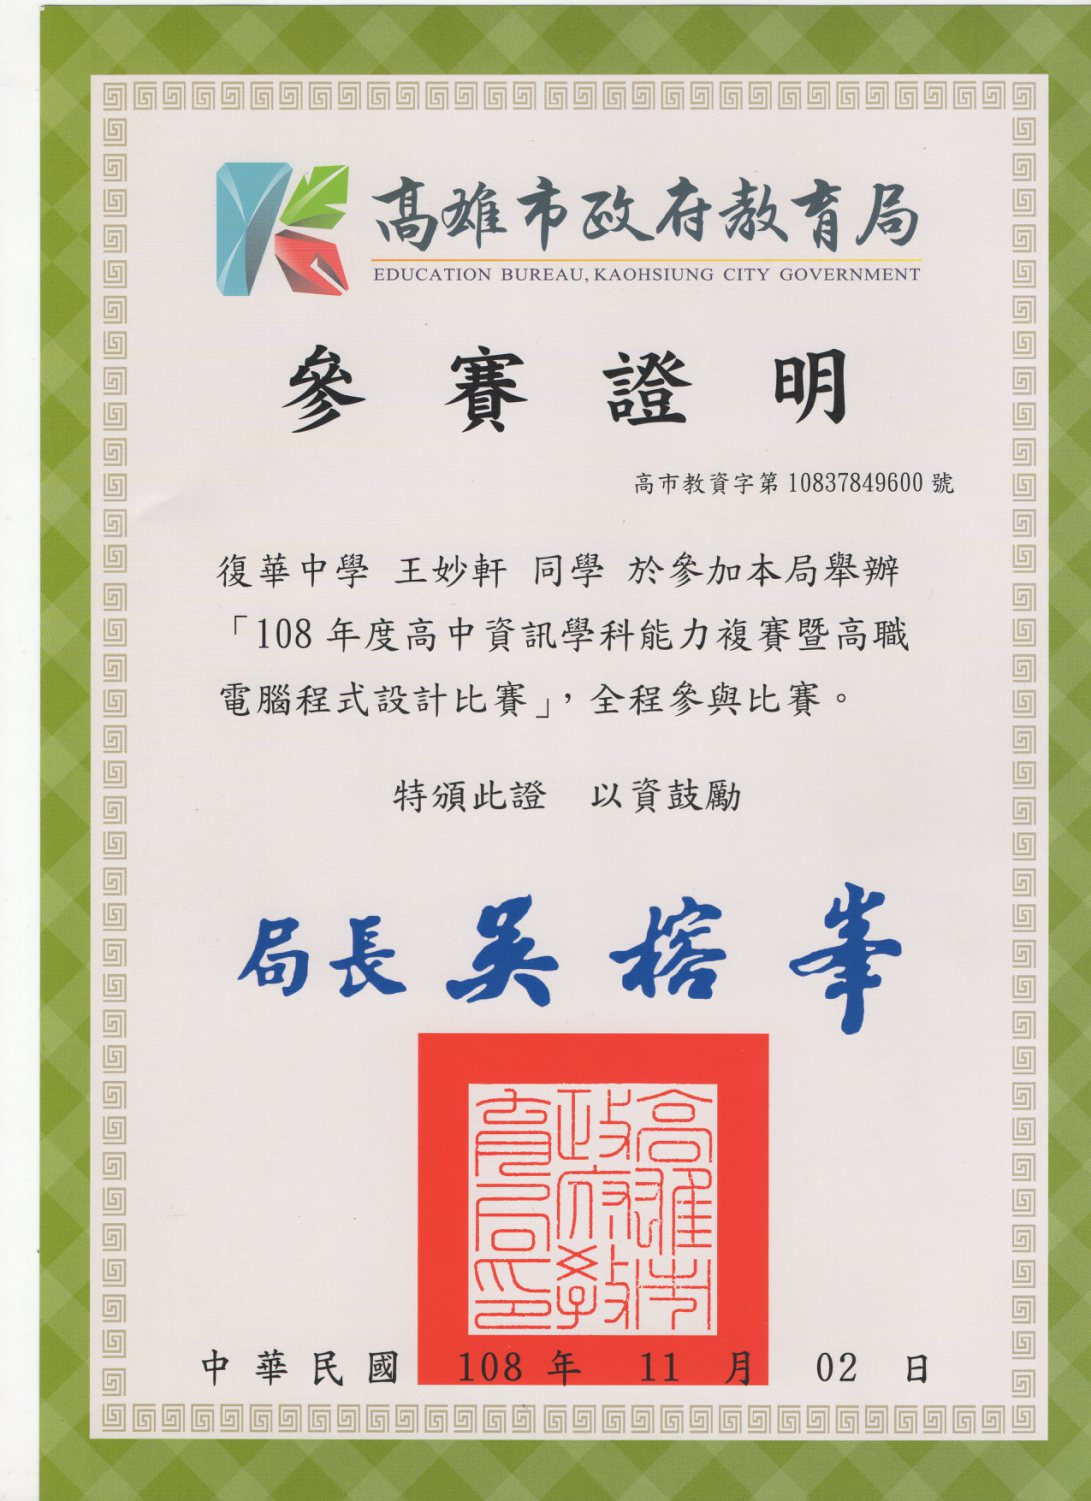 高雄市政府教育局
EDUCATION BUREAU, KAOHSIUNG CITY GOVERNMENT
參賽證明
高市教資字第 10837849600 號
復華中學 王妙軒 同學 於參加本局舉辦
「108 年度高中資訊學科能力複賽暨高職
電腦程式設計比賽」，全程參與比賽。
特頒此證 以資鼓勵
局長 吳榕峯
高雄市政府教育局印
中華民國 108 年 11 月 02 日